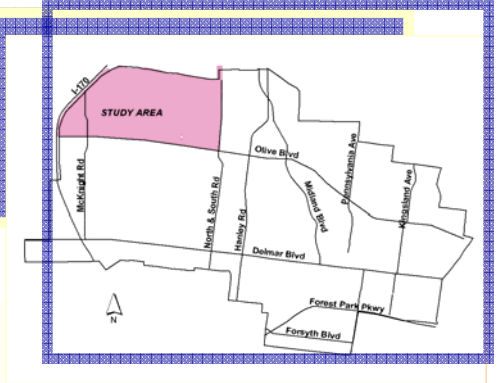 I-170
STUDY AREA
McKnight Rd
North & South Rd
Hanley Rd
Olive Blvd
Midland Blvd
Pennsylvania Ave
Kingsland Ave
Delmar Blvd
Forest Park Pkwy
Forsyth Blvd
N